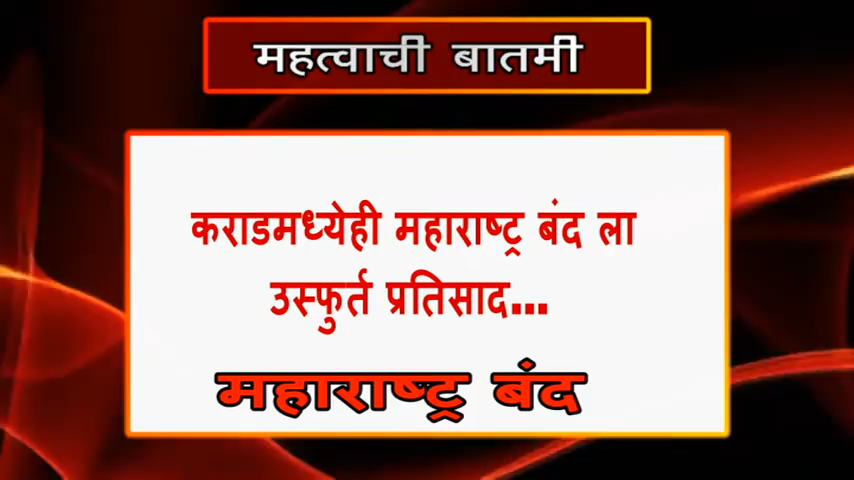 महत्वाची बातमी
कराडमध्येही महाराष्ट्र बंद ला
उस्फुर्त प्रतिसाद...
महाराष्ट्र बंद